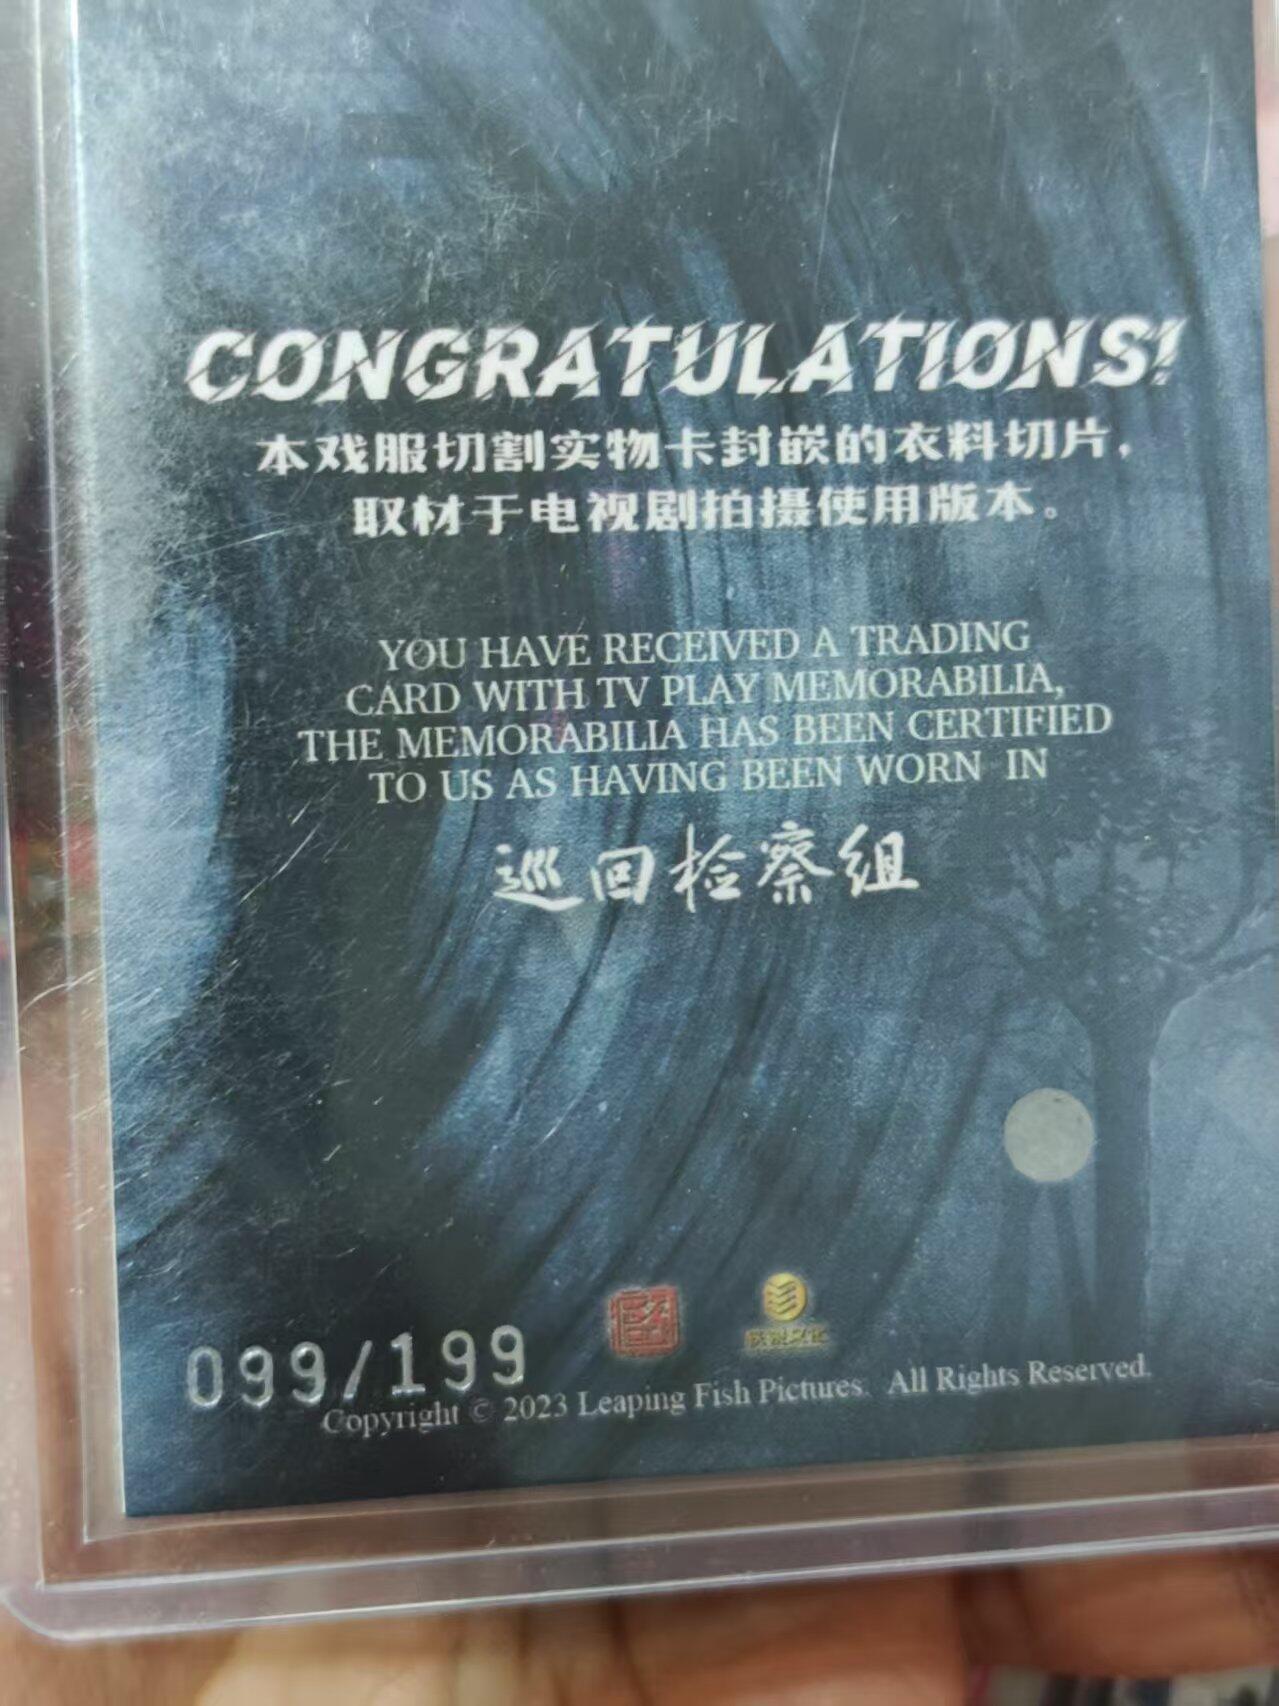 CONGRATULATIONS!
本戏服切割实物卡封嵌的衣料切片，
取材于电视剧拍摄使用版本。
YOU HAVE RECEIVED A TRADING
CARD WITH TV PLAY MEMORABILIA,
THE MEMORABILIA HAS BEEN CERTIFIED
TO US AS HAVING BEEN WORN IN
巡回检察组
099/199
Copyright © 2023 Leaping Fish Pictures. All Rights Reserved.